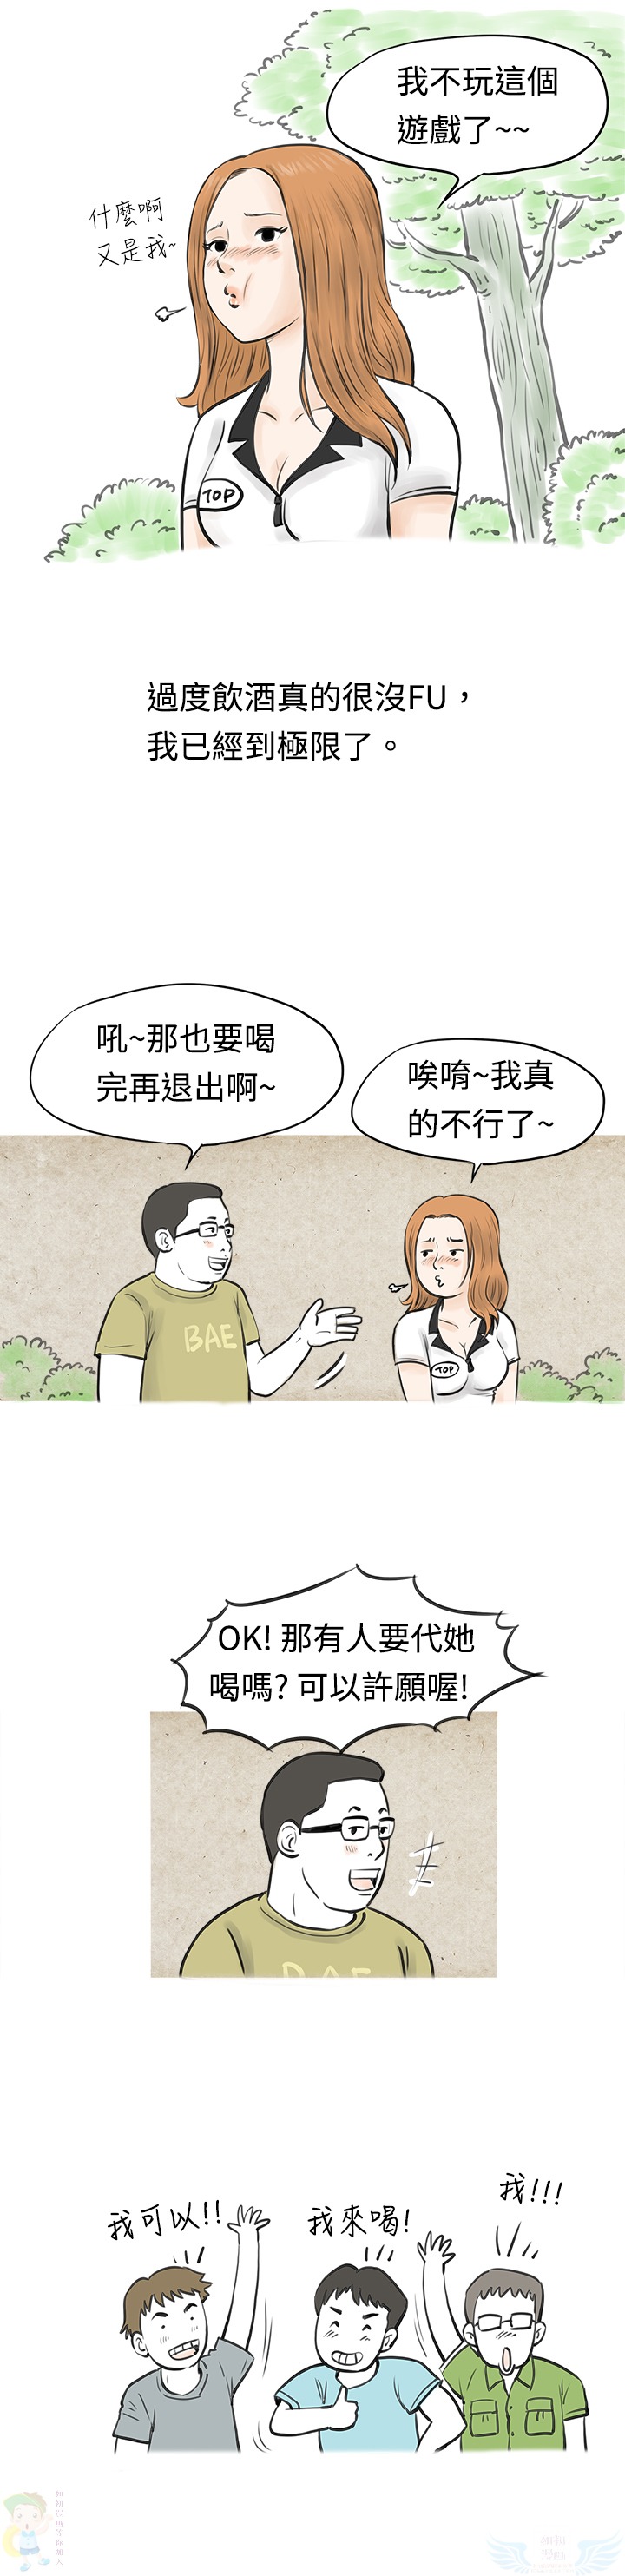 我不玩這個
遊戲了~~
什麼啊
又是我~
TOP
過度飲酒真的很沒FU，
我已經到極限了。
吼~那也要喝
完再退出啊~
唉唷~我真
的不行了~
BAE
TOP
OK! 那有人要代她
喝嗎? 可以許願喔!
BAE
我可以!!
我來喝!
我!!!